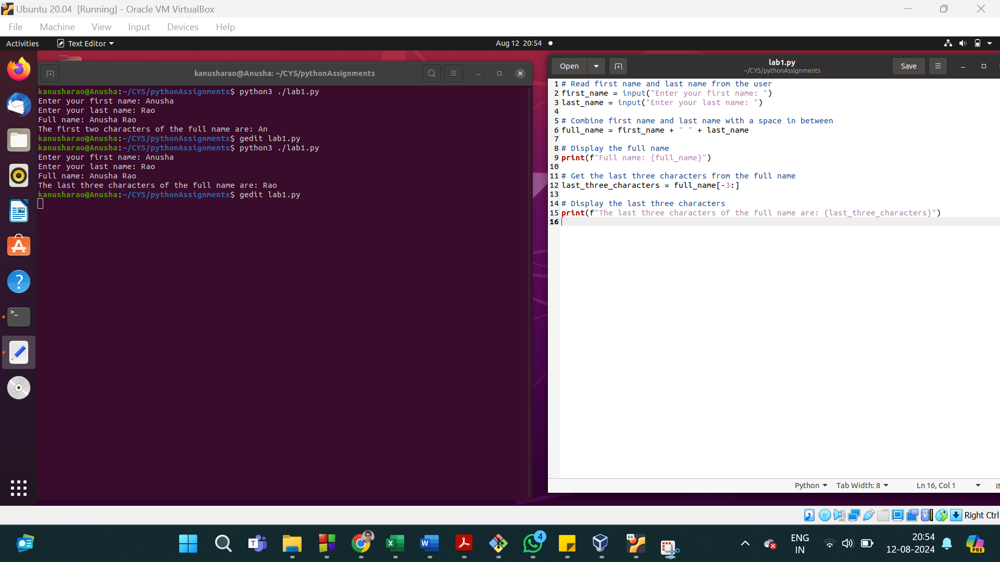 Ubuntu 20.04 [Running] - Oracle VM VirtualBox
File Machine View Input Devices Help
Activities Text Editor Aug 12 20:54
kanusharao@Anusha: ~/CYS/pythonAssignments
kanusharao@Anusha:~/CYS/pythonAssignments$ python3 ./lab1.py
Enter your first name: Anusha
Enter your last name: Rao
Full name: Anusha Rao
The first two characters of the full name are: An
kanusharao@Anusha:~/CYS/pythonAssignments$ gedit lab1.py
kanusharao@Anusha:~/CYS/pythonAssignments$ python3 ./lab1.py
Enter your first name: Anusha
Enter your last name: Rao
Full name: Anusha Rao
The last three characters of the full name are: Rao
kanusharao@Anusha:~/CYS/pythonAssignments$ gedit lab1.py
Open lab1.py Save
~/CYS/pythonAssignments
1 # Read first name and last name from the user
2 first_name = input("Enter your first name: ")
3 last_name = input("Enter your last name: ")
4
5 # Combine first name and last name with a space in between
6 full_name = first_name + " " + last_name
7
8 # Display the full name
9 print(f"Full name: {full_name}")
10
11 # Get the last three characters from the full name
12 last_three_characters = full_name[-3:]
13
14 # Display the last three characters
15 print(f"The last three characters of the full name are: {last_three_characters}")
16
Python Tab Width: 8 Ln 16, Col 1
Right Ctrl
64
4
ENG
IN
20:54
12-08-2024
PRE